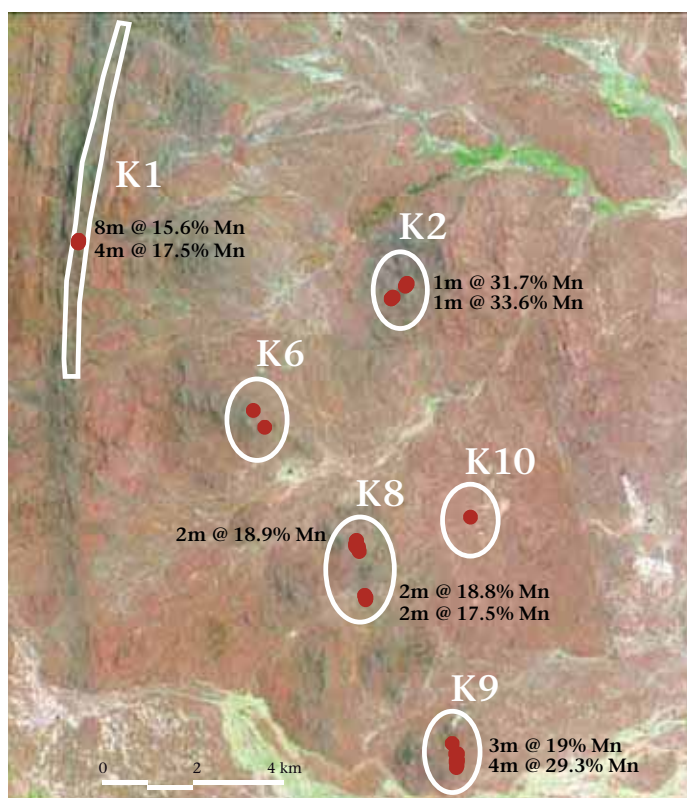 K1
8m @ 15.6% Mn
4m @ 17.5% Mn
K2
1m @ 31.7% Mn
1m @ 33.6% Mn
K6
K10
K8
2m @ 18.9% Mn
2m @ 18.8% Mn
2m @ 17.5% Mn
K9
3m @ 19% Mn
4m @ 29.3% Mn
0 2 4 km